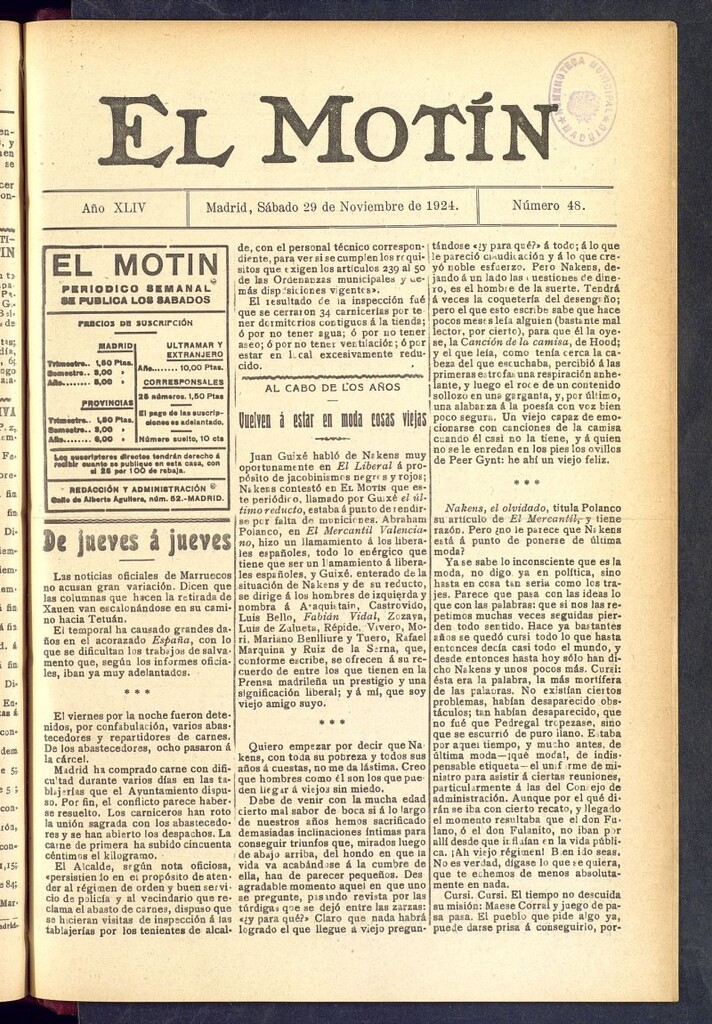 EL MOTÍN
HEMEROTECA MUNICIPAL
MADRID
Año XLIV
Madrid, Sábado 29 de Noviembre de 1924.
Número 48.
EL MOTIN
PERIODICO SEMANAL
SE PUBLICA LOS SABADOS
PRECIOS DE SUSCRIPCIÓN
MADRID
Trimestre.. 1,50 Ptas.
Semestre.. 3,00 »
Año........ 6,00 »
PROVINCIAS
Trimestre.. 1,50 Ptas.
Semestre.. 3,00 »
Año........ 6,00 »
ULTRAMAR Y
EXTRANJERO
Año........ 10,00 Ptas.
CORRESPONSALES
25 números, 1,50 Ptas
El pago de las suscrip-
ciones es adelantado.
Número suelto, 10 cts
Los suscriptores directos tendrán derecho á
recibir cuanto se publique en esta casa, con
el 25 por 100 de rebaja.
REDACCIÓN Y ADMINISTRACIÓN
Calle de Alberto Aguilera, núm. 52.-MADRID.
De jueves á jueves
Las noticias oficiales de Marruecos
no acusan gran variación. Dicen que
las columnas que hacen la retirada de
Xauen van escalonándose en su cami-
no hacia Tetuán.
El temporal ha causado grandes da-
ños en el acorazado España, con lo
que se dificultan los trabajos de salva-
mento que, según los informes oficia-
les, iban ya muy adelantados.
* * *
El viernes por la noche fueron dete-
nidos, por confabulación, varios abas-
tecedores y repartidores de carnes.
De los abastecedores, ocho pasaron á
la cárcel.
Madrid ha comprado carne con difi-
cultad durante varios días en las ta-
blajerías que el Ayuntamiento dispu-
so. Por fin, el conflicto parece haber-
se resuelto. Los carniceros han roto
la unión sagrada con los abastecedo-
res y se han abierto los despachos. La
carne de primera ha subido cincuenta
céntimos el kilogramo.
El Alcalde, según nota oficiosa,
«persistiendo en el propósito de aten-
der al régimen de orden y buen servi-
cio de policía y al vecindario que re-
clama el abasto de carnes, dispuso que
se hicieran visitas de inspección á las
tablajerías por los tenientes de alcal-
de, con el personal técnico correspon-
diente, para ver si se cumplen los requi-
sitos que exigen los artículos 239 al 50
de las Ordenanzas municipales y de-
más disposiciones vigentes».
El resultado de la inspección fué
que se cerraron 34 carnicerías por te-
ner dormitorios contiguos á la tienda;
ó por no tener agua; ó por no tener
aseo; ó por no tener ventilación; ó por
estar en local excesivamente redu-
cido.
AL CABO DE LOS AÑOS
Vuelven á estar en moda cosas viejas
Juan Guixé habló de Nakens muy
oportunamente en El Liberal á pro-
pósito de jacobinismos negros y rojos;
Nakens contestó en EL MOTÍN que es-
te periódico, llamado por Guixé el úl-
timo reducto, estaba á punto de rendir-
se por falta de municiones. Abraham
Polanco, en El Mercantil Valencia-
no, hizo un llamamiento á los libera-
les españoles, todo lo enérgico que
tiene que ser un llamamiento á libera-
les españoles, y Guixé, enterado de la
situación de Nakens y de su reducto,
se dirige á los hombres de izquierda y
nombra á Araquistain, Castrovido,
Luis Bello, Fabián Vidal, Zozaya,
Luis de Zulueta, Répide, Vivero, Mo-
ri, Mariano Benlliure y Tuero, Rafael
Marquina y Ruiz de la Serna, que,
conforme escribe, se ofrecen á su re-
cuerdo de entre los que tienen en la
Prensa madrileña un prestigio y una
significación liberal; y á mí, que soy
viejo amigo suyo.
* * *
Quiero empezar por decir que Na-
kens, con toda su pobreza y todos sus
años á cuestas, no me da lástima. Creo
que hombres como él son los que pue-
den llegar á viejos sin miedo.
Debe de venir con la mucha edad
cierto mal sabor de boca si á lo largo
de nuestros años hemos sacrificado
demasiadas inclinaciones íntimas para
conseguir triunfos que, mirados luego
de abajo arriba, del hondo en que la
vida va acabándose á la cumbre de
ella, han de parecer pequeños. Des-
agradable momento aquel en que uno
se pregunte, pasando revista por las
túrdigas que se dejó entre las zarzas:
«¿y para qué?» Claro que nada habrá
logrado el que llegue á viejo pregun-
tándose «¿y para qué?» á todo; á lo que
le pareció claudicación y á lo que cre-
yó noble esfuerzo. Pero Nakens, de-
jando á un lado las cuestiones de dine-
ro, es el hombre de la suerte. Tendrá
á veces la coquetería del desengaño;
pero el que esto escribe sabe que hace
pocos meses leía alguien (bastante mal
lector, por cierto), para que él la oye-
se, la Canción de la camisa, de Hood;
y el que leía, como tenía cerca la ca-
beza del que escuchaba, percibió á las
primeras estrofas una respiración anhe-
lante, y luego el roce de un contenido
sollozo en una garganta, y, por último,
una alabanza á la poesía con voz bien
poco segura. Un viejo capaz de emo-
cionarse con canciones de la camisa
cuando él casi no la tiene, y á quien
no se le enredan en los pies los ovillos
de Peer Gynt: he ahí un viejo feliz.
* * *
Nakens, el olvidado, titula Polanco
su artículo de El Mercantil, y tiene
razón. Pero ¿no le parece que Nakens
está á punto de ponerse de última
moda?
Ya se sabe lo inconsciente que es la
moda, no digo ya en política, sino
hasta en cosa tan seria como los tra-
jes. Parece que pasa con las ideas lo
que con las palabras: que si nos las re-
petimos muchas veces seguidas pier-
den todo sentido. Hace ya bastantes
años se quedó cursi todo lo que hasta
entonces decía casi todo el mundo, y
desde entonces hasta hoy sólo han di-
cho Nakens y unos pocos más. Cursi:
ésta era la palabra, la más mortífera
de las palabras. No existían ciertos
problemas, habían desaparecido obs-
táculos; tan habían desaparecido, que
no fué que Pedregal tropezase, sino
que se escurrió de puro llano. Estaba
por aquel tiempo, y mucho antes, de
última moda—¡qué modal, de indis-
pensable etiqueta—el uniforme de mi-
nistro para asistir á ciertas reuniones,
particularmente á las del Consejo de
administración. Aunque por el qué di-
rán se iba con cierto recato, y llegado
el momento resultaba que el don Fu-
lano, ó el don Fulanito, no iban por
allí desde que influían en la vida públi-
ca. ¡Ah viejo régimen! Bendito seas.
No es verdad, dígase lo que se quiera,
que te echemos de menos absoluta-
mente en nada.
Cursi. Cursi. El tiempo no descuida
su misión: Maese Corral y juego de pa-
sa pasa. El pueblo que pide algo ya,
puede darse prisa á conseguirlo, por-